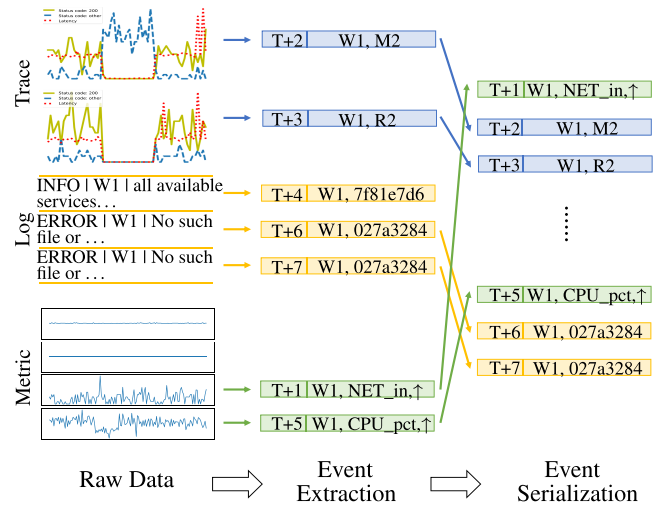 Trace
Status code: 200
Status code: other
Latency
Status code: 200
Status code: other
Latency
T+2 W1, M2
T+3 W1, R2
Log
INFO | W1 | all available
services...
ERROR | W1 | No such
file or ...
ERROR | W1 | No such
file or ...
T+4 W1, 7f81e7d6
T+6 W1, 027a3284
T+7 W1, 027a3284
Metric
T+1 W1, NET_in,↑
T+5 W1, CPU_pct,↑
T+1 W1, NET_in,↑
T+2 W1, M2
T+3 W1, R2
......
T+5 W1, CPU_pct,↑
T+6 W1, 027a3284
T+7 W1, 027a3284
Raw Data
Event
Extraction
Event
Serialization